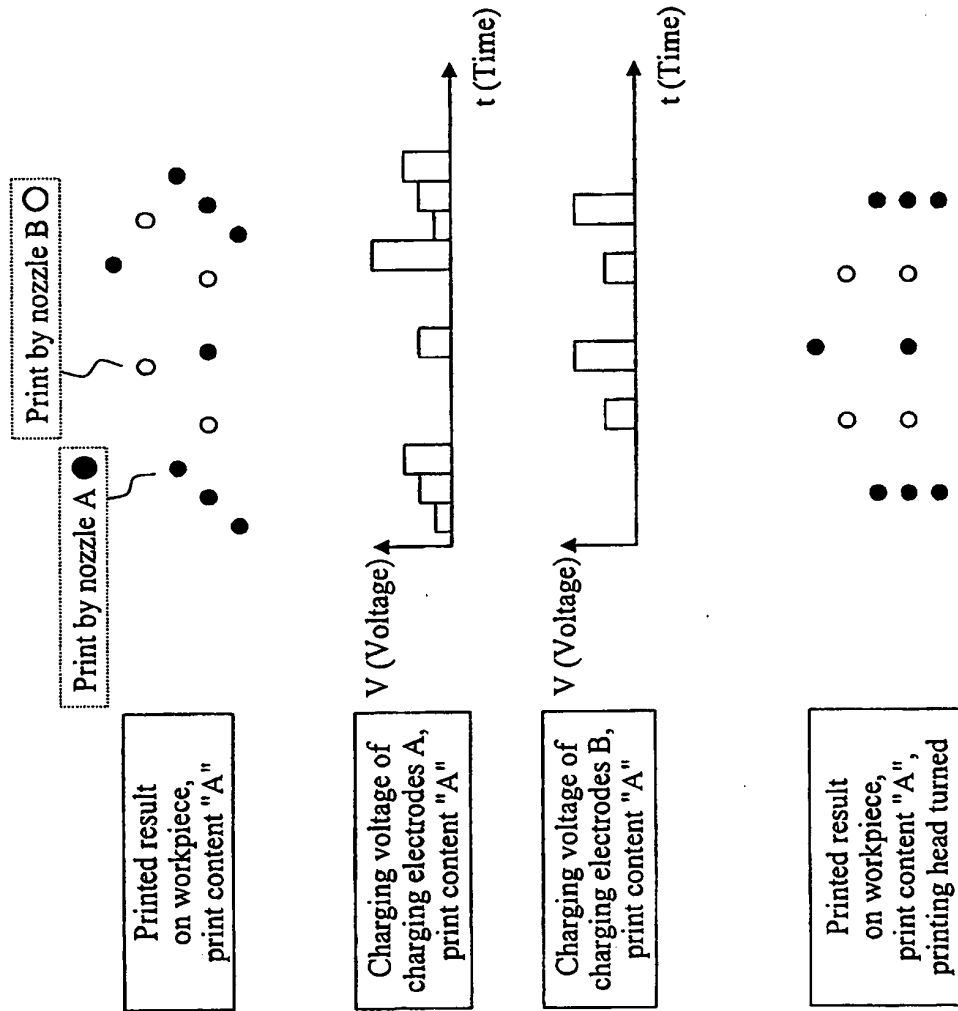 Print by nozzle A
Print by nozzle B
Printed result
on workpiece,
print content "A"
Charging voltage of
charging electrodes A,
print content "A"
V (Voltage)
t (Time)
Charging voltage of
charging electrodes B,
print content "A"
V (Voltage)
t (Time)
Printed result
on workpiece,
print content "A",
printing head turned